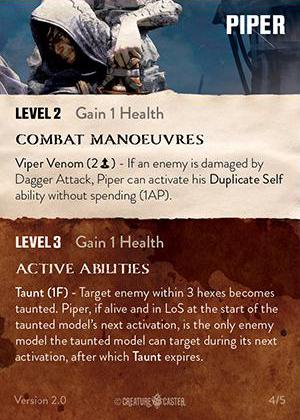 PIPER
LEVEL 2 Gain 1 Health
COMBAT MANOEUVRES
Viper Venom (2) - If an enemy is damaged by
Dagger Attack, Piper can activate his Duplicate Self
ability without spending (1AP).
LEVEL 3 Gain 1 Health
ACTIVE ABILITIES
Taunt (1F) - Target enemy within 3 hexes becomes
taunted. Piper, if alive and in LoS at the start of the
taunted model's next activation, is the only enemy
model the taunted model can target during its next
activation, after which Taunt expires.
Version 2.0 © CREATURE CASTER 4/5